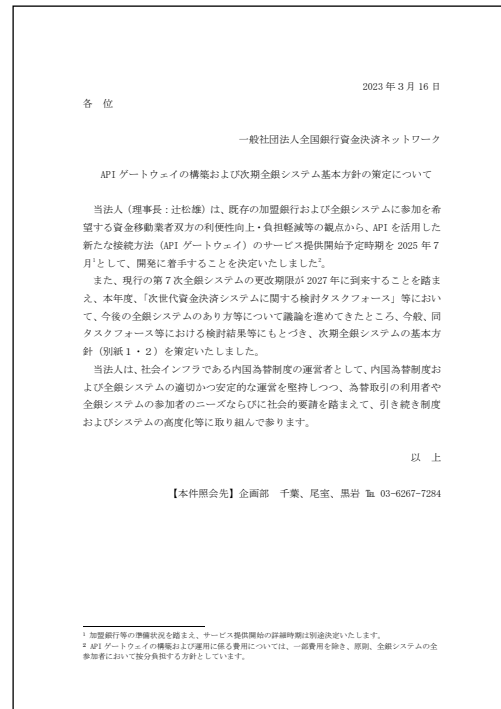 2023年3月16日
各 位
一般社団法人全国銀行資金決済ネットワーク
API ゲートウェイの構築および次期全銀システム基本方針の策定について
当法人（理事長：辻松雄）は、既存の加盟銀行および全銀システムに参加を希
望する資金移動業者双方の利便性向上・負担軽減等の観点から、API を活用した
新たな接続方法（API ゲートウェイ）のサービス提供開始予定時期を 2025 年 7
月¹として、開発に着手することを決定いたしました²。
また、現行の第7次全銀システムの更改期限が 2027 年に到来することを踏ま
え、本年度、「次世代資金決済システムに関する検討タスクフォース」等におい
て、今後の全銀システムのあり方等について議論を進めてきたところ、今般、同
タスクフォース等における検討結果等にもとづき、次期全銀システムの基本方
針（別紙1・2）を策定いたしました。
当法人は、社会インフラである内国為替制度の運営者として、内国為替制度お
よび全銀システムの適切かつ安定的な運営を堅持しつつ、為替取引の利用者や
全銀システムの参加者のニーズならびに社会的要請を踏まえて、引き続き制度
およびシステムの高度化等に取り組んで参ります。
以 上
【本件照会先】企画部 千葉、尾室、黒岩 ℡ 03-6267-7284
¹ 加盟銀行等の準備状況を踏まえ、サービス提供開始の詳細時期は別途決定いたします。
² API ゲートウェイの構築および運用に係る費用については、一部費用を除き、原則、全銀システムの全
参加者において按分負担する方針としています。